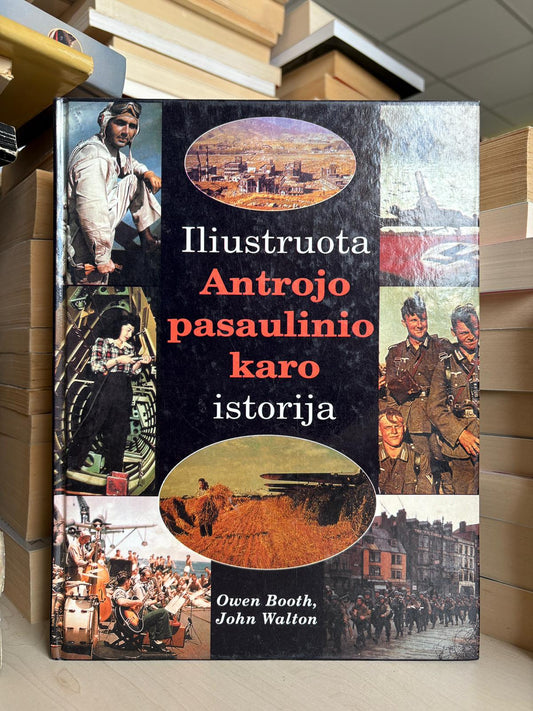 Iliustruota
Antrojo
pasaulinio
karo
istorija
Owen Booth,
John Walton